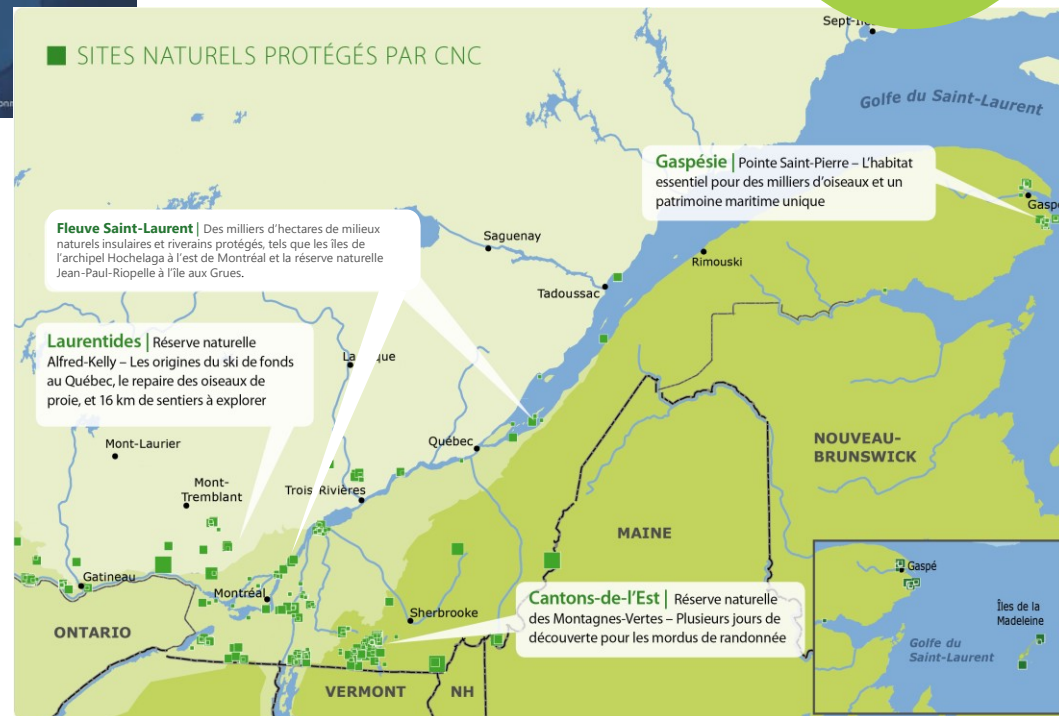 SITES NATURELS PROTÉGÉS PAR CNC
Golfe du Saint-Laurent
Gaspésie | Pointe Saint-Pierre – L'habitat
essentiel pour des milliers d'oiseaux et un
patrimoine maritime unique
Fleuve Saint-Laurent | Des milliers d'hectares de milieux
naturels insulaires et riverains protégés, tels que les îles de
l'archipel Hochelaga à l'est de Montréal et la réserve naturelle
Jean-Paul-Riopelle à l'île aux Grues.
Saguenay
Rimouski
Tadoussac
Laurentides | Réserve naturelle
Alfred-Kelly – Les origines du ski de fonds
au Québec, le repaire des oiseaux de
proie, et 16 km de sentiers à explorer
Mont-Laurier
Québec
NOUVEAU-
BRUNSWICK
Mont-
Tremblant
Trois-Rivières
MAINE
Gatineau
Montréal
Gaspé
Cantons-de-l'Est | Réserve naturelle
des Montagnes-Vertes – Plusieurs jours de
découverte pour les mordus de randonnée
Sherbrooke
Îles de la
Madeleine
ONTARIO
Golfe du
Saint-Laurent
VERMONT
NH